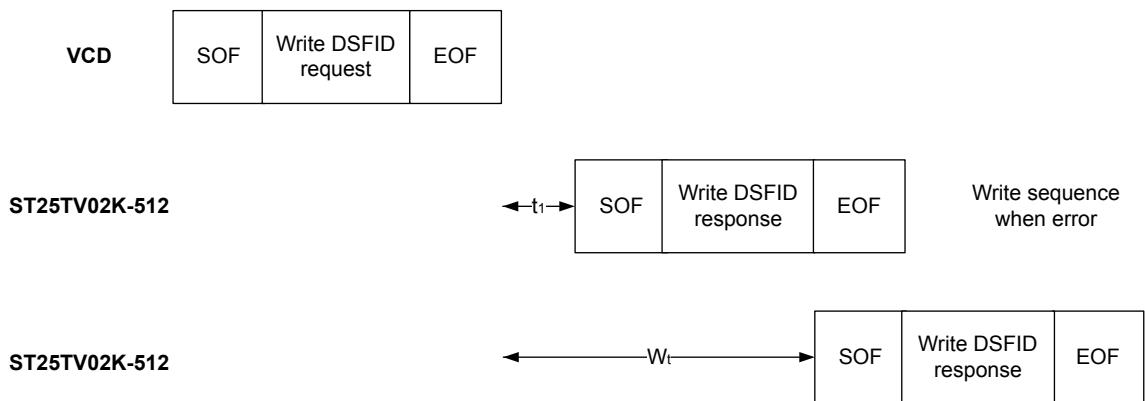 VCD
SOF
Write DSFID
request
EOF
ST25TV02K-512
t1
SOF
Write DSFID
response
EOF
Write sequence
when error
ST25TV02K-512
Wt
SOF
Write DSFID
response
EOF